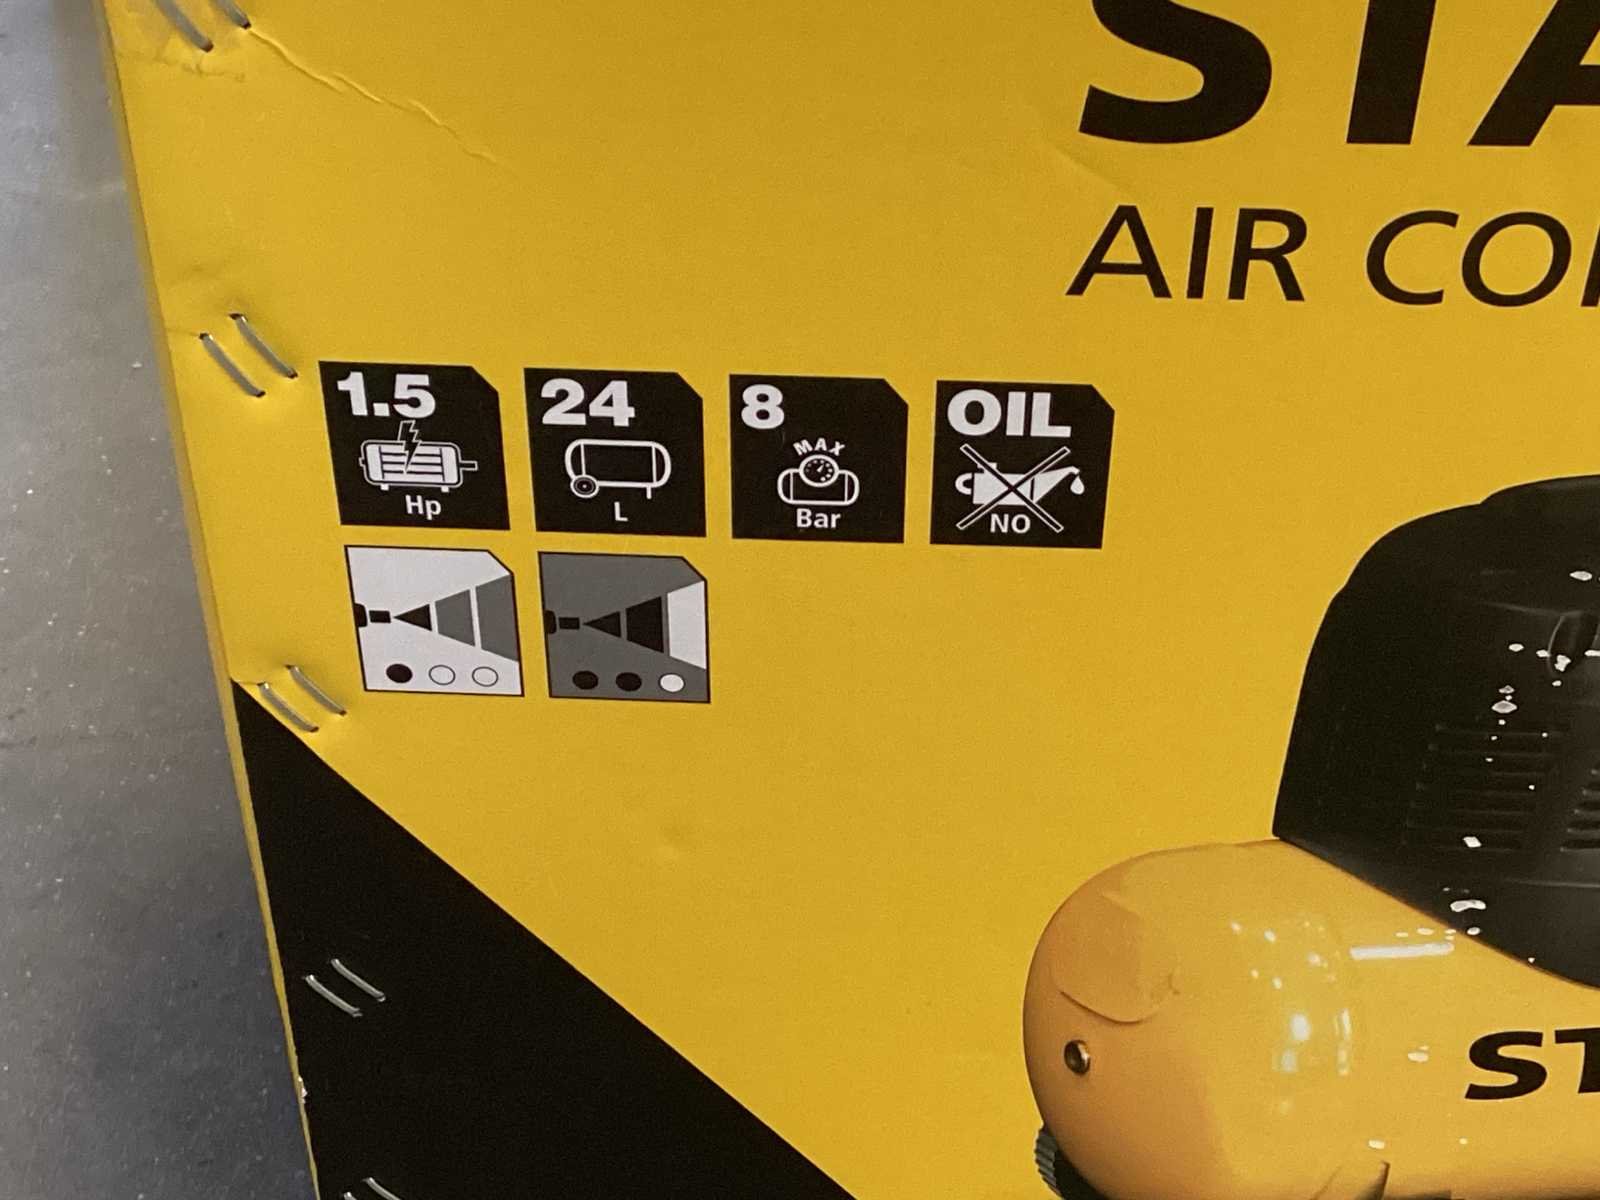 STA
AIR CO
1.5
Hp
24
L
8
MAX
Bar
OIL
NO
ST